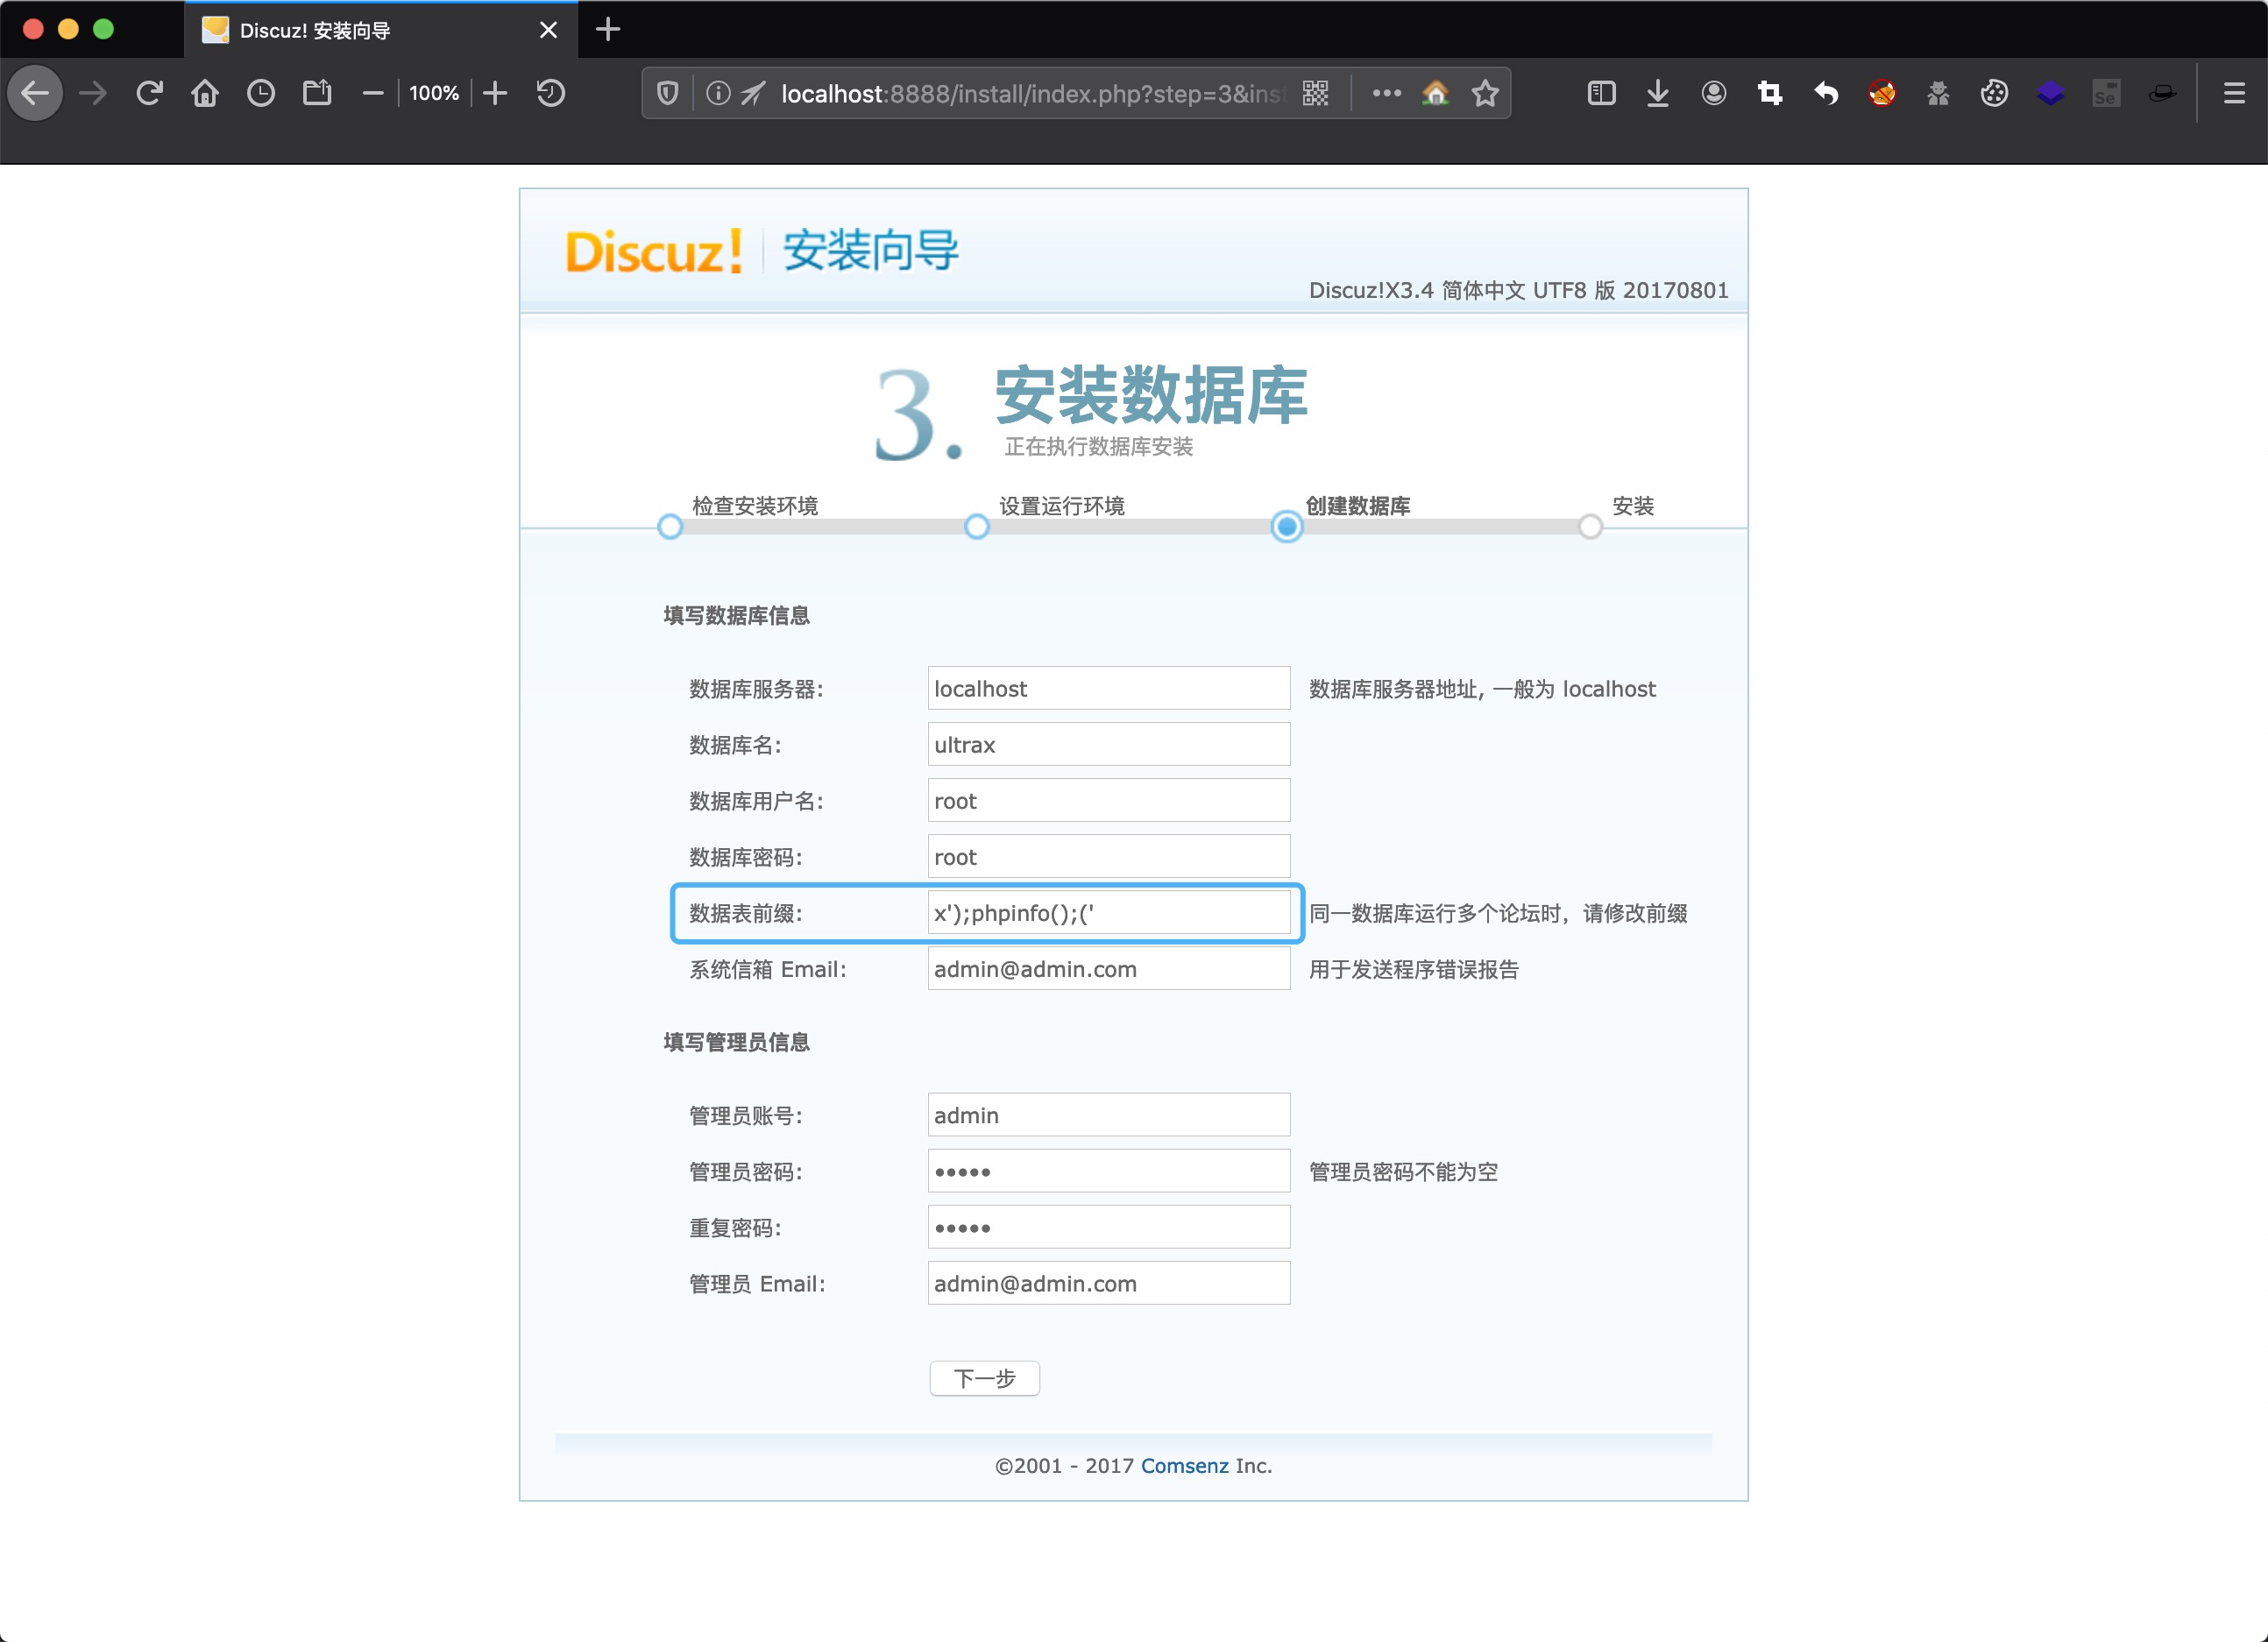 Discuz! 安装向导
100%
localhost:8888/install/index.php?step=3&inst
Se
Discuz! 安装向导
Discuz!X3.4 简体中文 UTF8 版 20170801
3. 安装数据库
正在执行数据库安装
检查安装环境 设置运行环境 创建数据库 安装
填写数据库信息
数据库服务器: localhost 数据库服务器地址, 一般为 localhost
数据库名: ultrax
数据库用户名: root
数据库密码: root
数据表前缀: x');phpinfo();(' 同一数据库运行多个论坛时，请修改前缀
系统信箱 Email: admin@admin.com 用于发送程序错误报告
填写管理员信息
管理员账号: admin
管理员密码: ••••• 管理员密码不能为空
重复密码: •••••
管理员 Email: admin@admin.com
下一步
©2001 - 2017 Comsenz Inc.